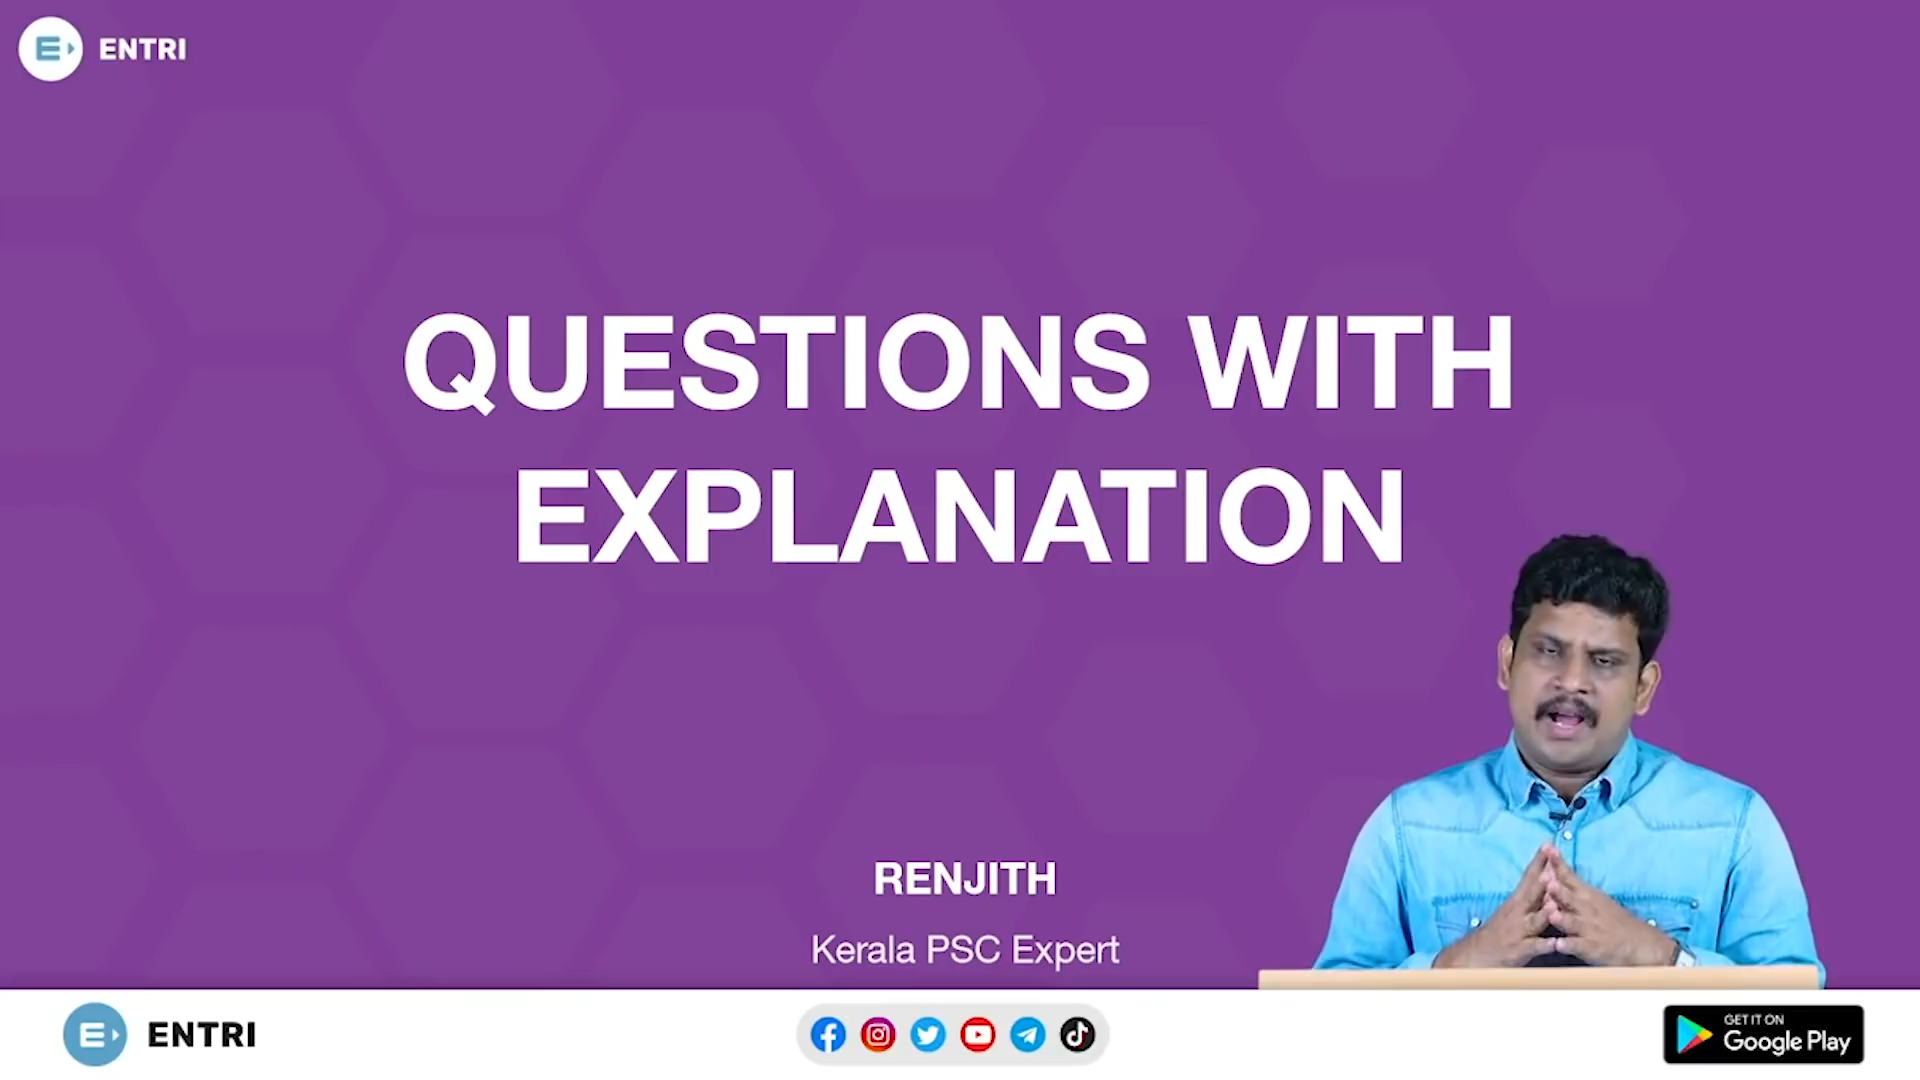 ENTRI
QUESTIONS WITH
EXPLANATION
RENJITH
Kerala PSC Expert
ENTRI
GET IT ON
Google Play